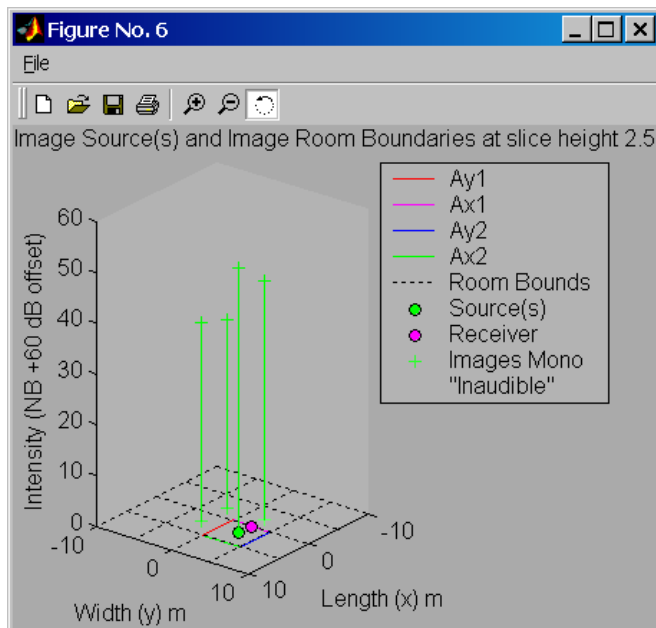 Figure No. 6
File
Image Source(s) and Image Room Boundaries at slice height 2.5
Intensity (NB +60 dB offset)
60
50
40
30
20
10
0
-10
0
10
Width (y) m
10
0
-10
Length (x) m
Ay1
Ax1
Ay2
Ax2
Room Bounds
Source(s)
Receiver
Images Mono
"Inaudible"